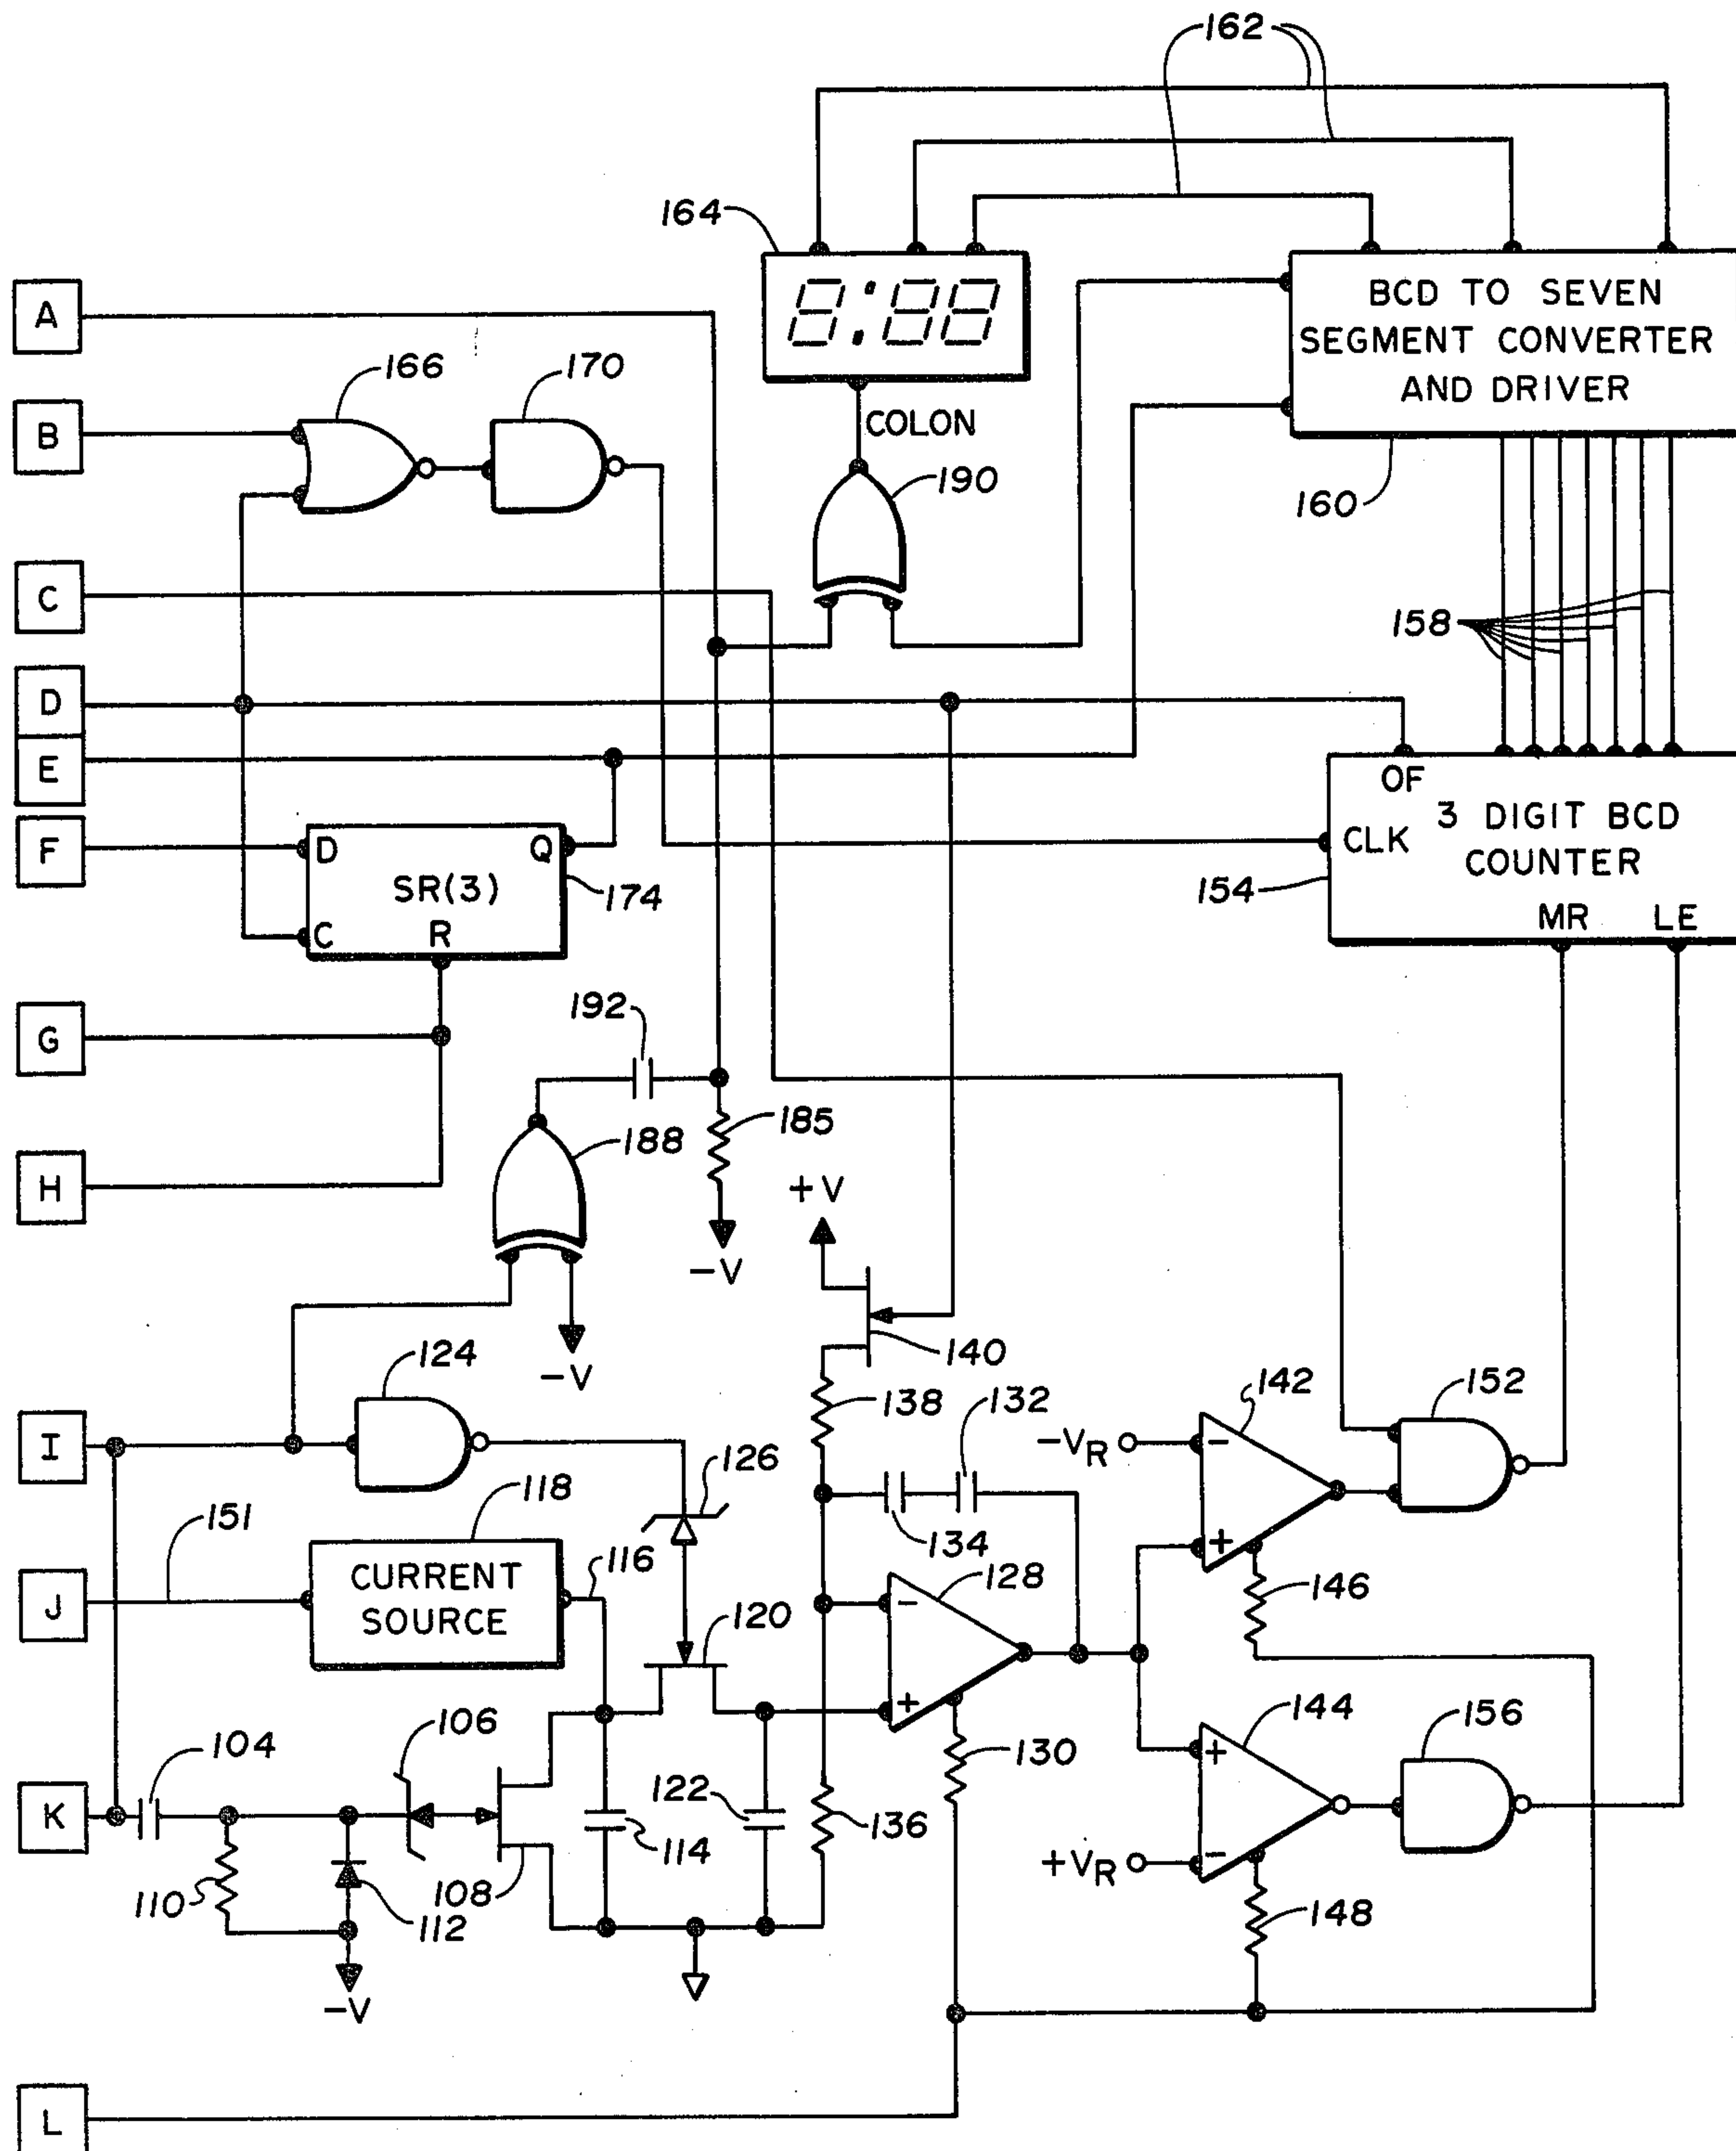 162
164
8:88
BCD TO SEVEN
SEGMENT CONVERTER
AND DRIVER
A
166
170
B
COLON
190
160
C
158
D
E
OF
3 DIGIT BCD
COUNTER
CLK
154
MR
LE
F
D
Q
SR(3)
174
C
R
192
G
185
188
H
+V
-V
140
-V
124
138
132
142
152
I
-VR
-
+
126
151
118
134
CURRENT
SOURCE
116
128
146
J
120
-
+
106
144
156
104
130
+
K
122
136
114
+VR
-
110
108
112
148
-V
L